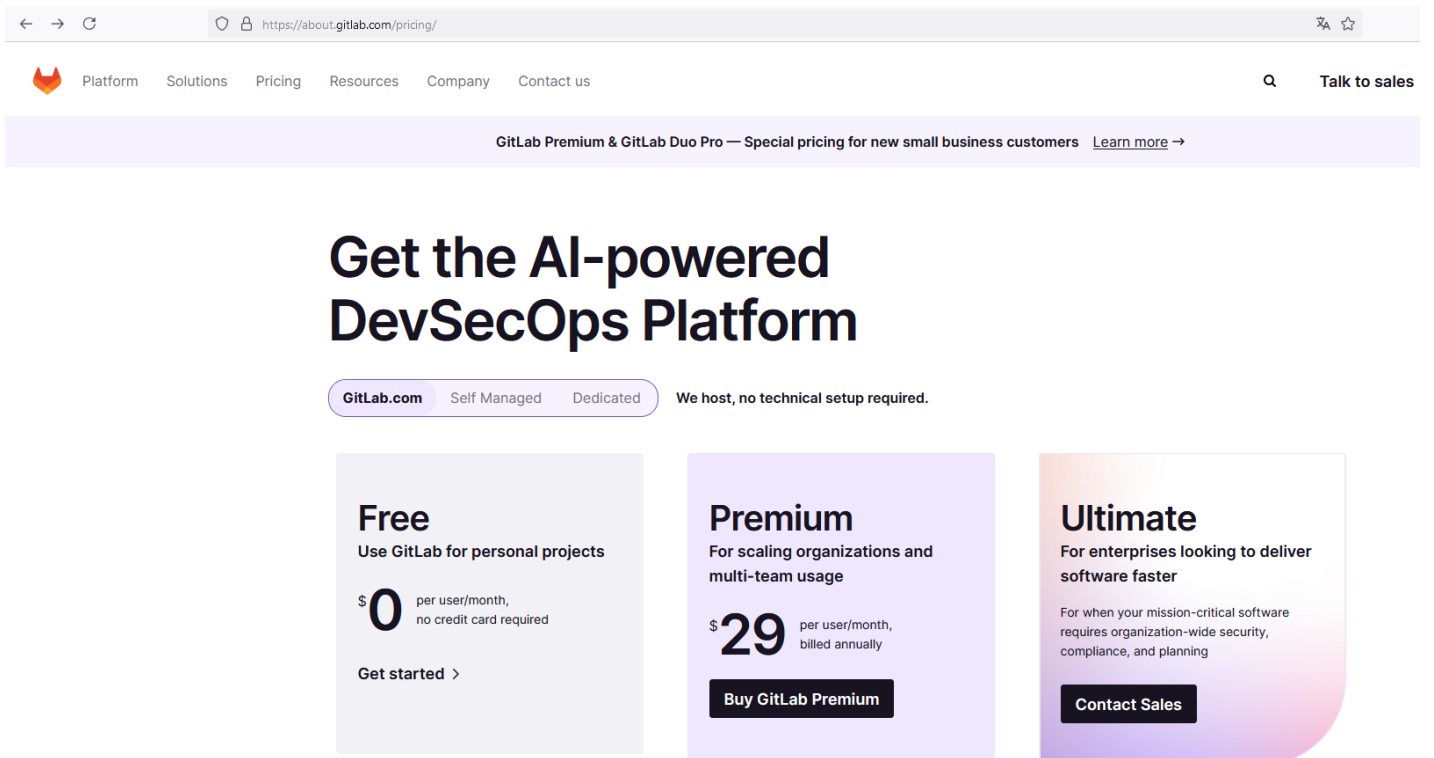 https://about.gitlab.com/pricing/
Platform Solutions Pricing Resources Company Contact us Talk to sales
GitLab Premium & GitLab Duo Pro — Special pricing for new small business customers Learn more →
Get the AI-powered
DevSecOps Platform
GitLab.com Self Managed Dedicated We host, no technical setup required.
Free
Use GitLab for personal projects
$0 per user/month,
no credit card required
Get started >
Premium
For scaling organizations and
multi-team usage
$29 per user/month,
billed annually
Buy GitLab Premium
Ultimate
For enterprises looking to deliver
software faster
For when your mission-critical software
requires organization-wide security,
compliance, and planning
Contact Sales